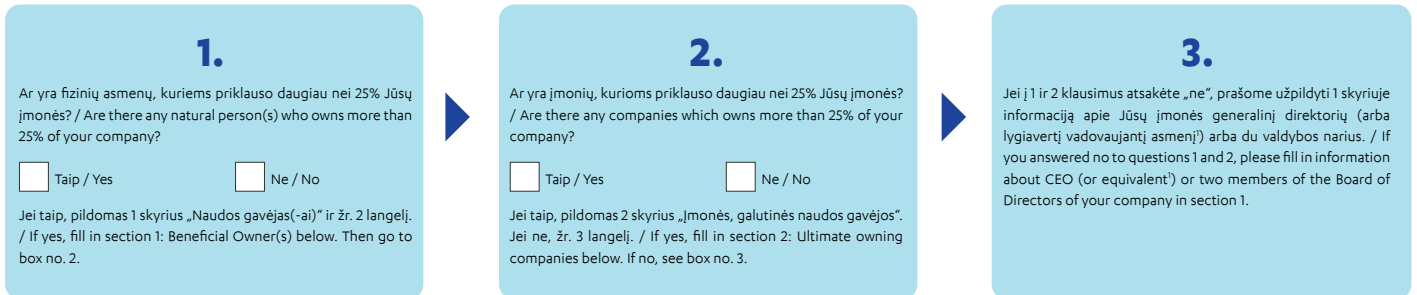 1.
Ar yra fizinių asmenų, kuriems priklauso daugiau nei 25% Jūsų
įmonės? / Are there any natural person(s) who owns more than
25% of your company?
Taip / Yes
Ne / No
Jei taip, pildomas 1 skyrius „Naudos gavėjas(-ai)“ ir žr. 2 langelį.
/ If yes, fill in section 1: Beneficial Owner(s) below. Then go to
box no. 2.
2.
Ar yra įmonių, kurioms priklauso daugiau nei 25% Jūsų įmonės?
/ Are there any companies which owns more than 25% of your
company?
Taip / Yes
Ne / No
Jei taip, pildomas 2 skyrius „Įmonės, galutinės naudos gavėjos“.
Jei ne, žr. 3 langelį. / If yes, fill in section 2: Ultimate owning
companies below. If no, see box no. 3.
3.
Jei į 1 ir 2 klausimus atsakėte „ne“, prašome užpildyti 1 skyriuje
informaciją apie Jūsų įmonės generalinį direktorių (arba
lygiavertį vadovaujantį asmenį¹) arba du valdybos narius. / If
you answered no to questions 1 and 2, please fill in information
about CEO (or equivalent¹) or two members of the Board of
Directors of your company in section 1.